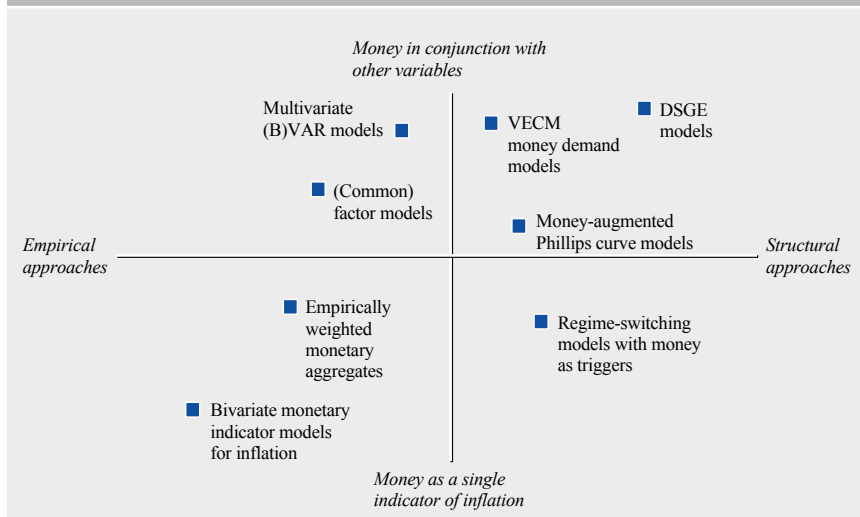 Money in conjunction with
other variables
Multivariate
(B)VAR models
VECM
money demand
models
DSGE
models
(Common)
factor models
Money-augmented
Phillips curve models
Empirical
approaches
Structural
approaches
Empirically
weighted
monetary
aggregates
Regime-switching
models with money
as triggers
Bivariate monetary
indicator models
for inflation
Money as a single
indicator of inflation